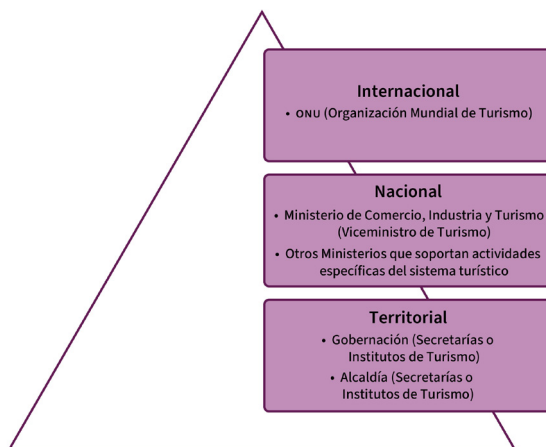 Internacional
• ONU (Organización Mundial de Turismo)
Nacional
• Ministerio de Comercio, Industria y Turismo
(Viceministro de Turismo)
• Otros Ministerios que soportan actividades
específicas del sistema turístico
Territorial
• Gobernación (Secretarías o
Institutos de Turismo)
• Alcaldía (Secretarías o
Institutos de Turismo)